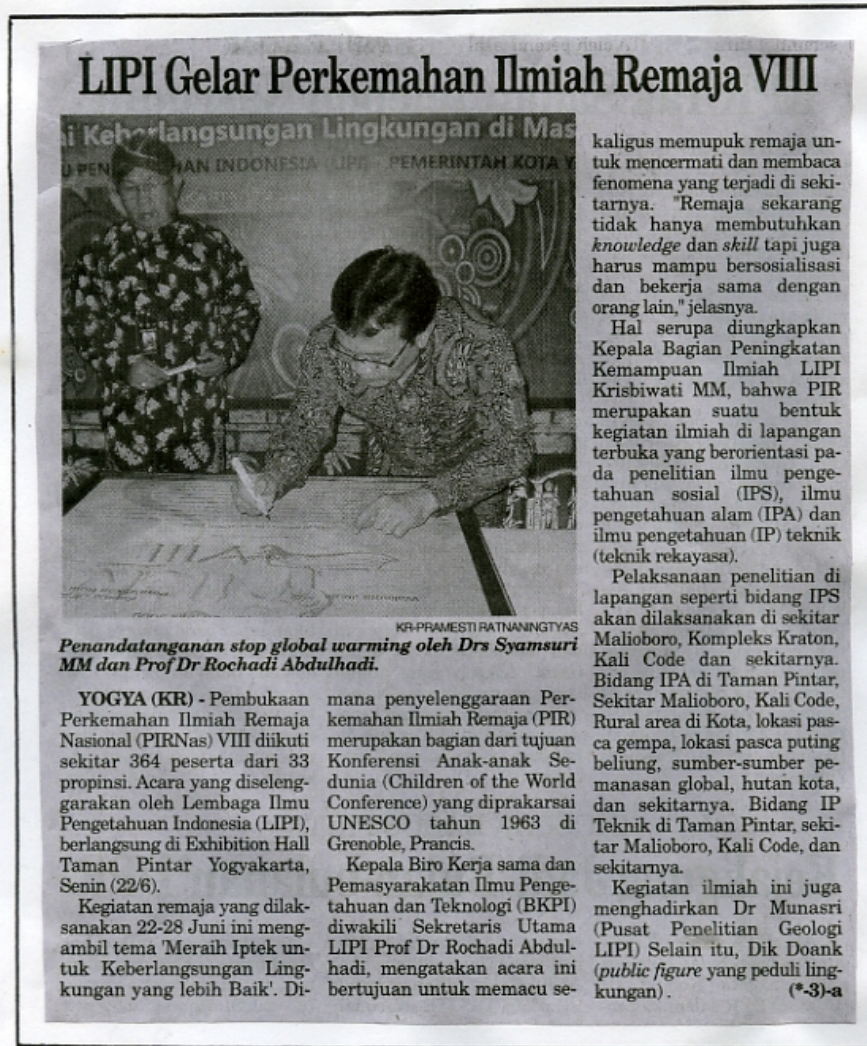 LIPI Gelar Perkemahan Ilmiah Remaja VIII
ai Keberlangsungan Lingkungan di Mas
AN INDONESIA (LIPI) - PEMERINTAH KOTA Y
KR-PRAMESTI RATNANINGTYAS
Penandatanganan stop global warming oleh Drs Syamsuri
MM dan Prof Dr Rochadi Abdulhadi.
YOGYA (KR) - Pembukaan
Perkemahan Ilmiah Remaja
Nasional (PIRNas) VIII diikuti
sekitar 364 peserta dari 33
propinsi. Acara yang diseleng-
garakan oleh Lembaga Ilmu
Pengetahuan Indonesia (LIPI),
berlangsung di Exhibition Hall
Taman Pintar Yogyakarta,
Senin (22/6).
Kegiatan remaja yang dilak-
sanakan 22-28 Juni ini meng-
ambil tema 'Meraih Iptek un-
tuk Keberlangsungan Ling-
kungan yang lebih Baik'. Di-
mana penyelenggaraan Per-
kemahan Ilmiah Remaja (PIR)
merupakan bagian dari tujuan
Konferensi Anak-anak Se-
dunia (Children of the World
Conference) yang diprakarsai
UNESCO tahun 1963 di
Grenoble, Prancis.
Kepala Biro Kerja sama dan
Pemasyarakatan Ilmu Penge-
tahuan dan Teknologi (BKPI)
diwakili Sekretaris Utama
LIPI Prof Dr Rochadi Abdul-
hadi, mengatakan acara ini
bertujuan untuk memacu se-
kaligus memupuk remaja un-
tuk mencermati dan membaca
fenomena yang terjadi di seki-
tarnya. "Remaja sekarang
tidak hanya membutuhkan
knowledge dan skill tapi juga
harus mampu bersosialisasi
dan bekerja sama dengan
orang lain," jelasnya.
Hal serupa diungkapkan
Kepala Bagian Peningkatan
Kemampuan Ilmiah LIPI
Krisbiwati MM, bahwa PIR
merupakan suatu bentuk
kegiatan ilmiah di lapangan
terbuka yang berorientasi pa-
da penelitian ilmu penge-
tahuan sosial (IPS), ilmu
pengetahuan alam (IPA) dan
ilmu pengetahuan (IP) teknik
(teknik rekayasa).
Pelaksanaan penelitian di
lapangan seperti bidang IPS
akan dilaksanakan di sekitar
Malioboro, Kompleks Kraton,
Kali Code dan sekitarnya.
Bidang IPA di Taman Pintar,
Sekitar Malioboro, Kali Code,
Rural area di Kota, lokasi pas-
ca gempa, lokasi pasca puting
beliung, sumber-sumber pe-
manasan global, hutan kota,
dan sekitarnya. Bidang IP
Teknik di Taman Pintar, seki-
tar Malioboro, Kali Code, dan
sekitarnya.
Kegiatan ilmiah ini juga
menghadirkan Dr Munasri
(Pusat Penelitian Geologi
LIPI) Selain itu, Dik Doank
(public figure yang peduli ling-
kungan). (*-3)-a